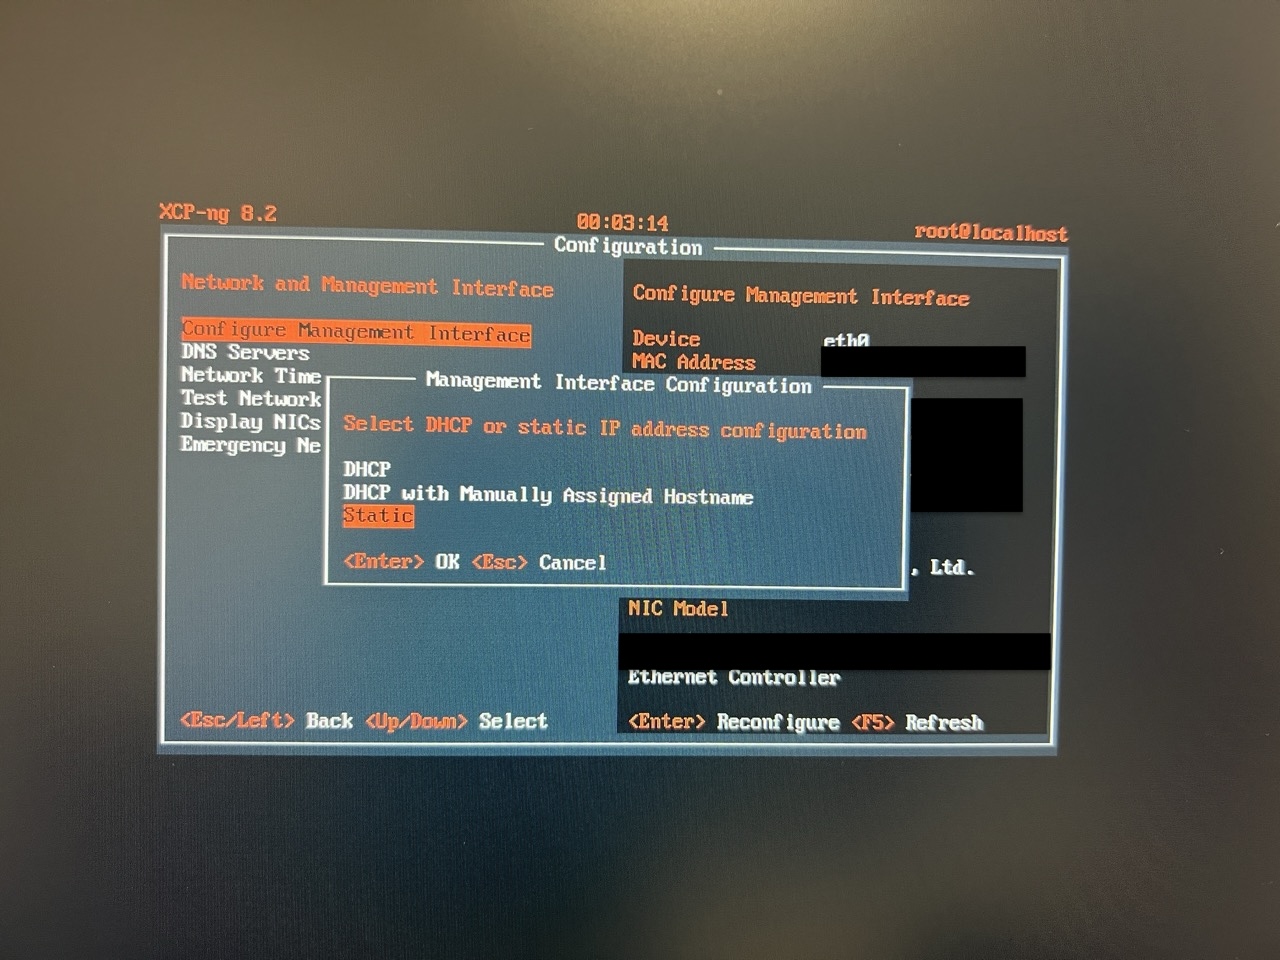 XCP-ng 8.2
00:03:14
root@localhost
Configuration
Network and Management Interface
Configure Management Interface
DNS Servers
Network Time
Test Network
Display NICs
Emergency Ne
Configure Management Interface
Device eth0
MAC Address
Management Interface Configuration
Select DHCP or static IP address configuration
DHCP
DHCP with Manually Assigned Hostname
Static
<Enter> OK <Esc> Cancel
, Ltd.
NIC Model
Ethernet Controller
<Esc/Left> Back <Up/Down> Select
<Enter> Reconfigure <F5> Refresh